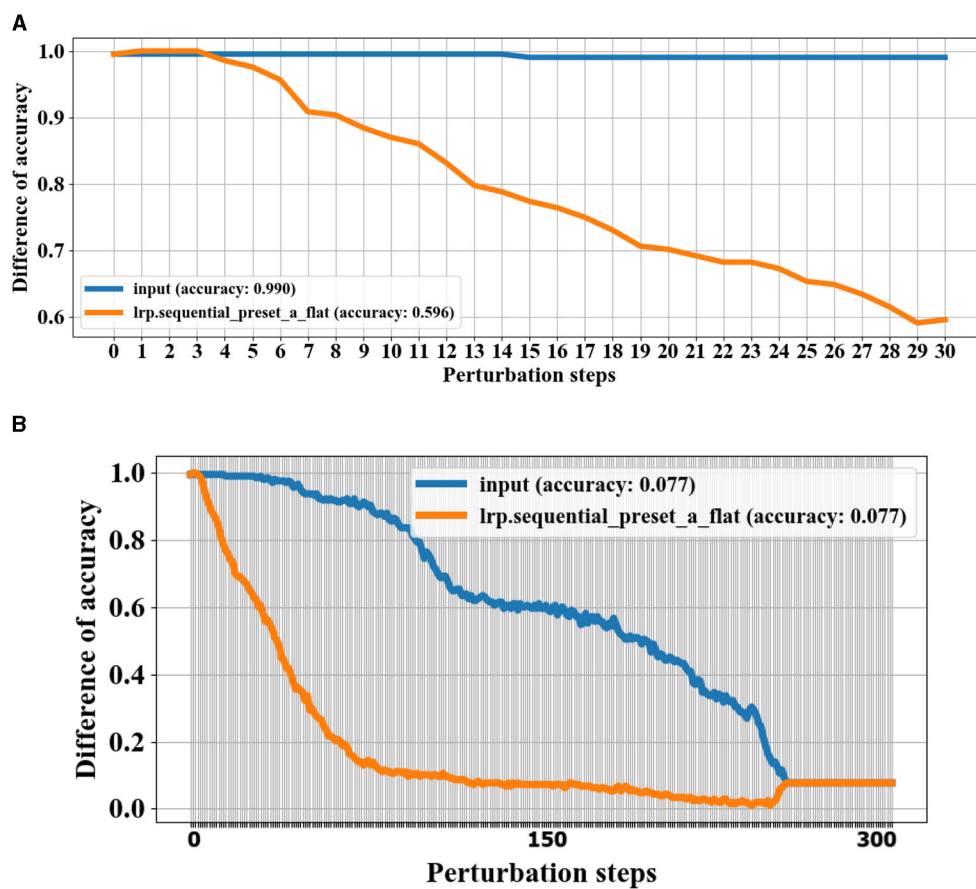 A
Difference of accuracy
1.0
0.9
0.8
0.7
0.6
input (accuracy: 0.990)
lrp.sequential_preset_a_flat (accuracy: 0.596)
0 1 2 3 4 5 6 7 8 9 10 11 12 13 14 15 16 17 18 19 20 21 22 23 24 25 26 27 28 29 30
Perturbation steps
B
Difference of accuracy
1.0
0.8
0.6
0.4
0.2
0.0
input (accuracy: 0.077)
lrp.sequential_preset_a_flat (accuracy: 0.077)
0 150 300
Perturbation steps